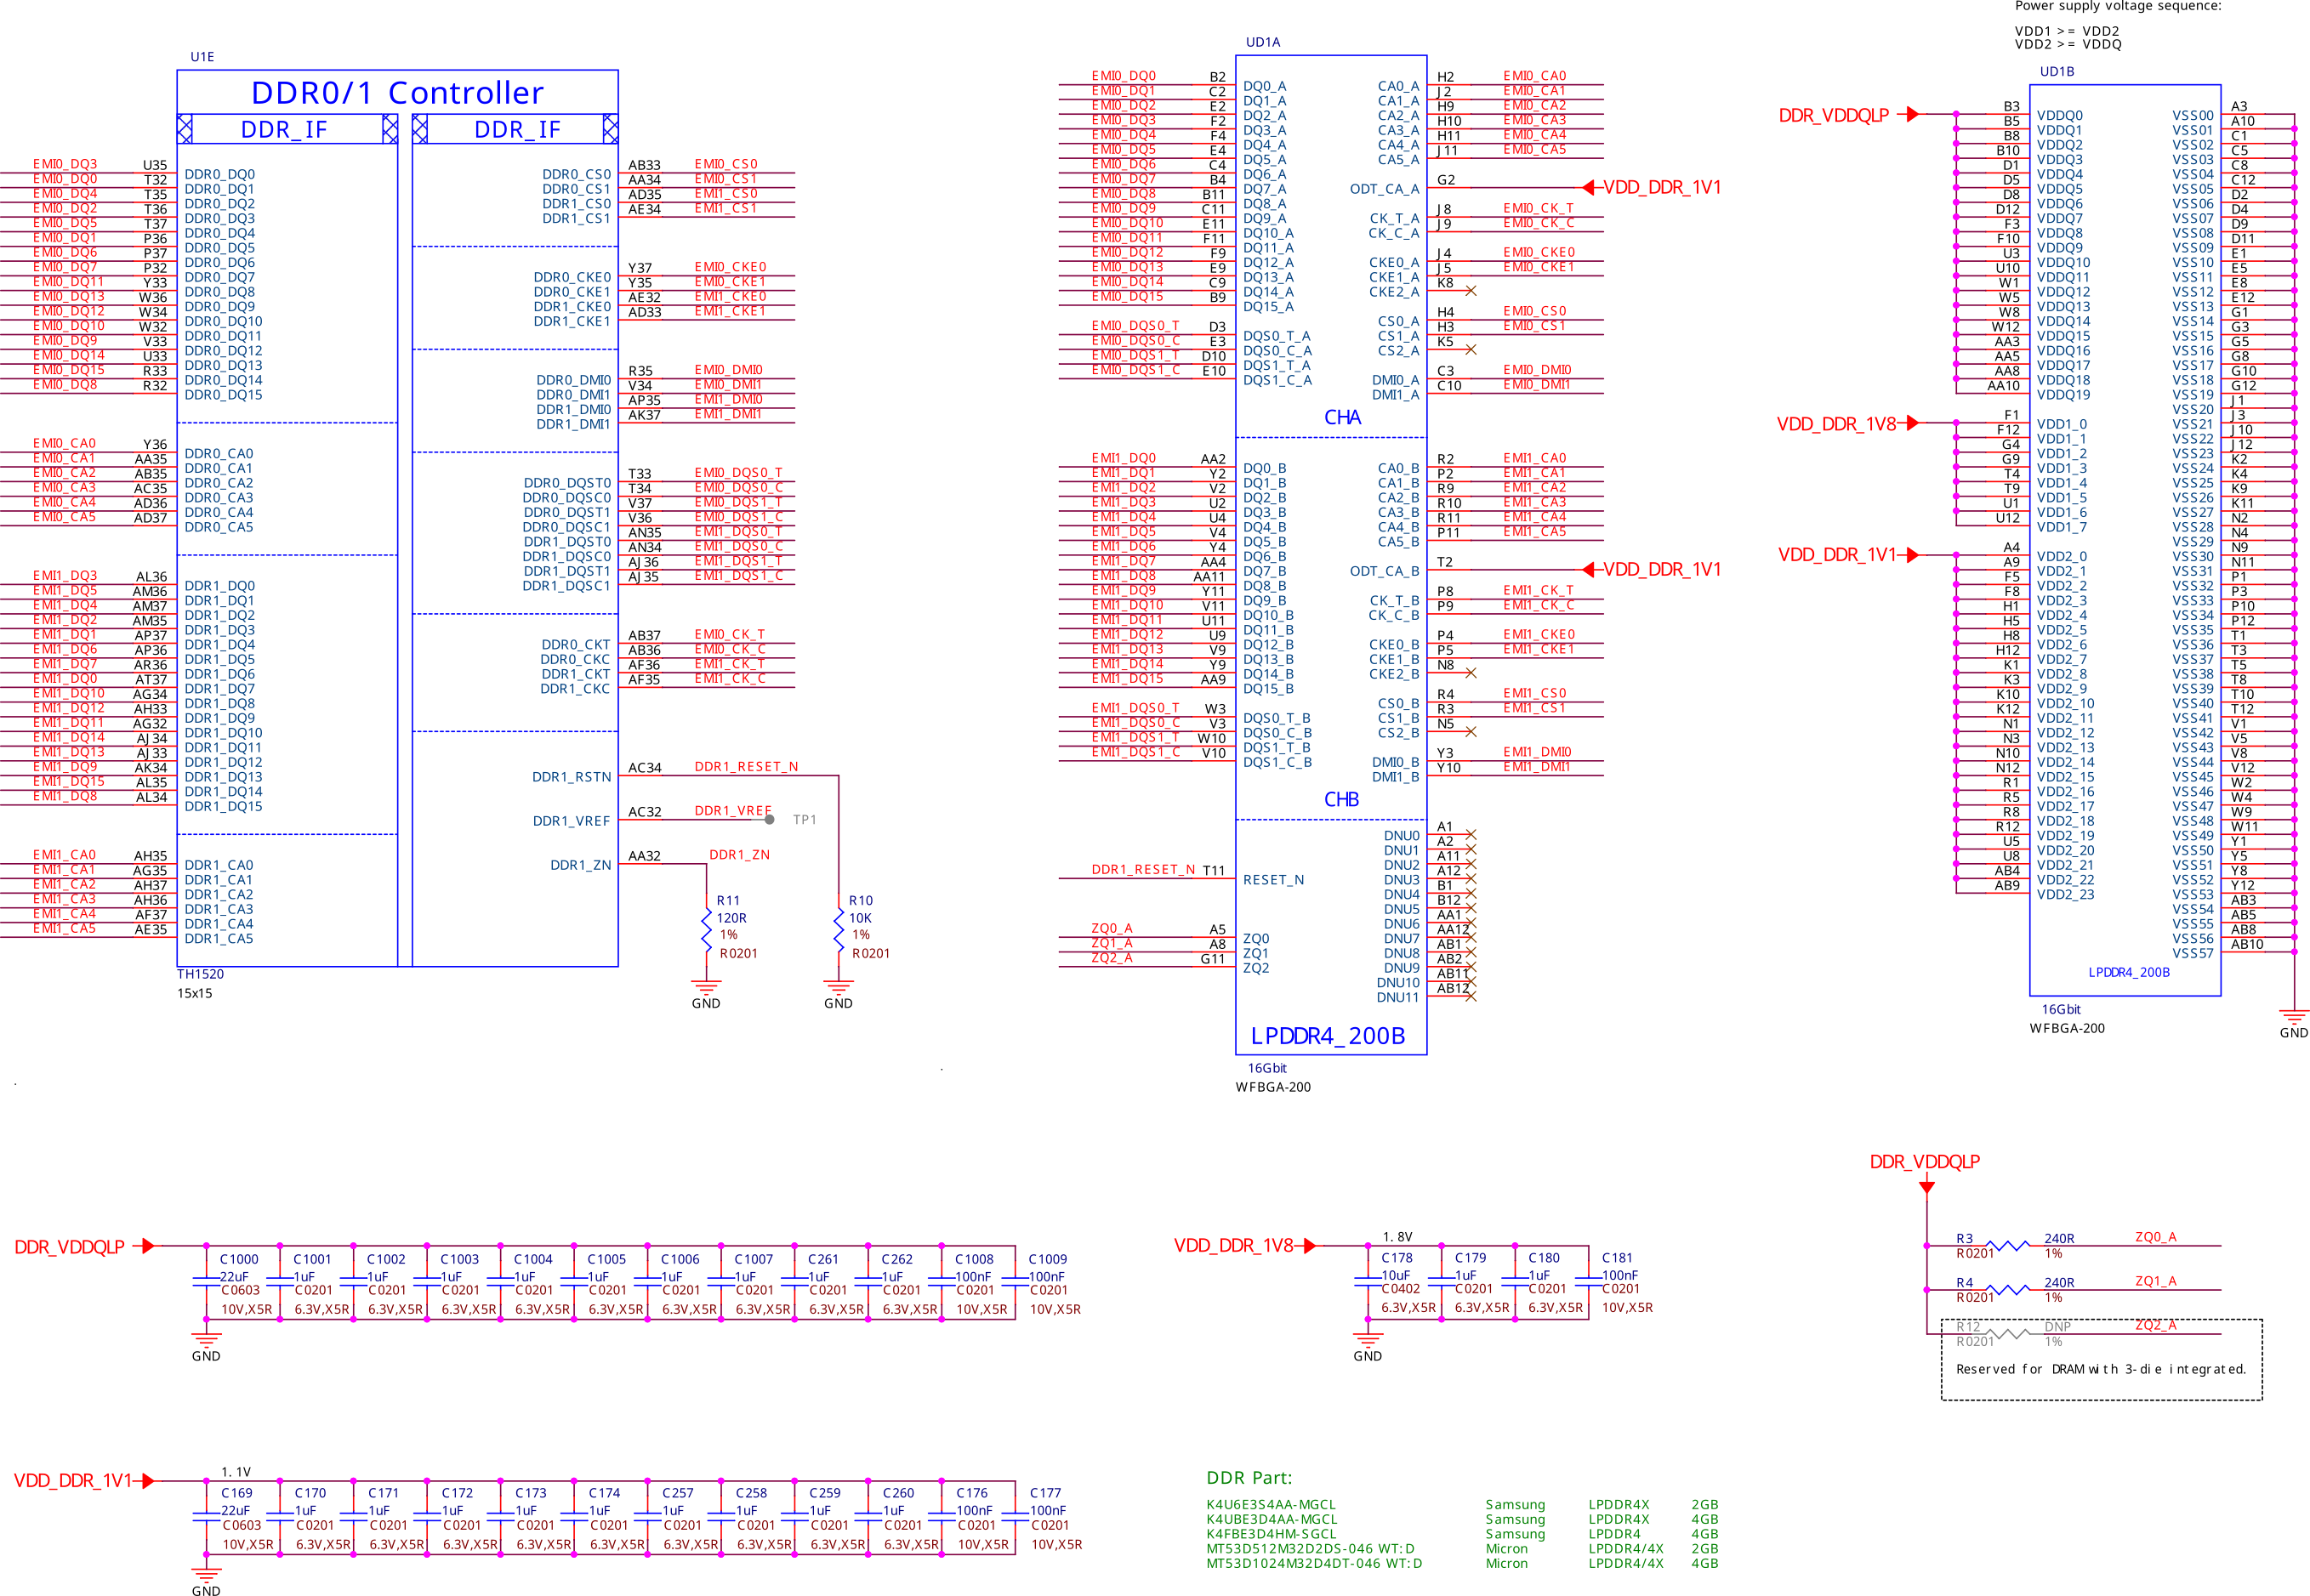 Power supply voltage sequence:
VDD1 >= VDD2
VDD2 >= VDDQ
U1E
DDR0/1 Controller
DDR_IF DDR_IF
EMI0_DQ3 U35 DDR0_DQ0
EMI0_DQ0 T32 DDR0_DQ1
EMI0_DQ4 T35 DDR0_DQ2
EMI0_DQ2 T36 DDR0_DQ3
EMI0_DQ5 T37 DDR0_DQ4
EMI0_DQ1 P36 DDR0_DQ5
EMI0_DQ6 P37 DDR0_DQ6
EMI0_DQ7 P32 DDR0_DQ7
EMI0_DQ11 Y33 DDR0_DQ8
EMI0_DQ13 W36 DDR0_DQ9
EMI0_DQ12 W34 DDR0_DQ10
EMI0_DQ10 W32 DDR0_DQ11
EMI0_DQ9 V33 DDR0_DQ12
EMI0_DQ14 U33 DDR0_DQ13
EMI0_DQ15 R33 DDR0_DQ14
EMI0_DQ8 R32 DDR0_DQ15
EMI0_CA0 Y36 DDR0_CA0
EMI0_CA1 AA35 DDR0_CA1
EMI0_CA2 AB35 DDR0_CA2
EMI0_CA3 AC35 DDR0_CA3
EMI0_CA4 AD36 DDR0_CA4
EMI0_CA5 AD37 DDR0_CA5
EMI1_DQ3 AL36 DDR1_DQ0
EMI1_DQ5 AM36 DDR1_DQ1
EMI1_DQ4 AM37 DDR1_DQ2
EMI1_DQ2 AM35 DDR1_DQ3
EMI1_DQ1 AP37 DDR1_DQ4
EMI1_DQ6 AP36 DDR1_DQ5
EMI1_DQ7 AR36 DDR1_DQ6
EMI1_DQ0 AT37 DDR1_DQ7
EMI1_DQ10 AG34 DDR1_DQ8
EMI1_DQ12 AH33 DDR1_DQ9
EMI1_DQ11 AG32 DDR1_DQ10
EMI1_DQ14 AJ34 DDR1_DQ11
EMI1_DQ13 AJ33 DDR1_DQ12
EMI1_DQ9 AK34 DDR1_DQ13
EMI1_DQ15 AL35 DDR1_DQ14
EMI1_DQ8 AL34 DDR1_DQ15
EMI1_CA0 AH35 DDR1_CA0
EMI1_CA1 AG35 DDR1_CA1
EMI1_CA2 AH37 DDR1_CA2
EMI1_CA3 AH36 DDR1_CA3
EMI1_CA4 AF37 DDR1_CA4
EMI1_CA5 AE35 DDR1_CA5
DDR0_CS0 AB33 EMI0_CS0
DDR0_CS1 AA34 EMI0_CS1
DDR1_CS0 AD35 EMI1_CS0
DDR1_CS1 AE34 EMI1_CS1
DDR0_CKE0 Y37 EMI0_CKE0
DDR0_CKE1 Y35 EMI0_CKE1
DDR1_CKE0 AE32 EMI1_CKE0
DDR1_CKE1 AD33 EMI1_CKE1
DDR0_DMI0 R35 EMI0_DMI0
DDR0_DMI1 V34 EMI0_DMI1
DDR1_DMI0 AP35 EMI1_DMI0
DDR1_DMI1 AK37 EMI1_DMI1
DDR0_DQST0 T33 EMI0_DQS0_T
DDR0_DQSC0 T34 EMI0_DQS0_C
DDR0_DQST1 V37 EMI0_DQS1_T
DDR0_DQSC1 V36 EMI0_DQS1_C
DDR1_DQST0 AN35 EMI1_DQS0_T
DDR1_DQSC0 AN34 EMI1_DQS0_C
DDR1_DQST1 AJ36 EMI1_DQS1_T
DDR1_DQSC1 AJ35 EMI1_DQS1_C
DDR0_CKT AB37 EMI0_CK_T
DDR0_CKC AB36 EMI0_CK_C
DDR1_CKT AF36 EMI1_CK_T
DDR1_CKC AF35 EMI1_CK_C
DDR1_RSTN AC34 DDR1_RESET_N
DDR1_VREF AC32 DDR1_VREF TP1
DDR1_ZN AA32 DDR1_ZN
R11 R10
120R 10K
1% 1%
R0201 R0201
GND GND
TH1520
15x15
UD1A
EMI0_DQ0 B2 DQ0_A CA0_A H2 EMI0_CA0
EMI0_DQ1 C2 DQ1_A CA1_A J2 EMI0_CA1
EMI0_DQ2 E2 DQ2_A CA2_A H9 EMI0_CA2
EMI0_DQ3 F2 DQ3_A CA3_A H10 EMI0_CA3
EMI0_DQ4 F4 DQ4_A CA4_A H11 EMI0_CA4
EMI0_DQ5 E4 DQ5_A CA5_A J11 EMI0_CA5
EMI0_DQ6 C4 DQ6_A
EMI0_DQ7 B4 DQ7_A ODT_CA_A G2 VDD_DDR_1V1
EMI0_DQ8 B11 DQ8_A
EMI0_DQ9 C11 DQ9_A CK_T_A J8 EMI0_CK_T
EMI0_DQ10 E11 DQ10_A CK_C_A J9 EMI0_CK_C
EMI0_DQ11 F11 DQ11_A
EMI0_DQ12 F9 DQ12_A CKE0_A J4 EMI0_CKE0
EMI0_DQ13 E9 DQ13_A CKE1_A J5 EMI0_CKE1
EMI0_DQ14 C9 DQ14_A CKE2_A K8
EMI0_DQ15 B9 DQ15_A
CS0_A H4 EMI0_CS0
EMI0_DQS0_T D3 DQS0_T_A CS1_A H3 EMI0_CS1
EMI0_DQS0_C E3 DQS0_C_A CS2_A K5
EMI0_DQS1_T D10 DQS1_T_A
EMI0_DQS1_C E10 DQS1_C_A DMI0_A C3 EMI0_DMI0
DMI1_A C10 EMI0_DMI1
CHA
EMI1_DQ0 AA2 DQ0_B CA0_B R2 EMI1_CA0
EMI1_DQ1 Y2 DQ1_B CA1_B P2 EMI1_CA1
EMI1_DQ2 V2 DQ2_B CA2_B R9 EMI1_CA2
EMI1_DQ3 U2 DQ3_B CA3_B R10 EMI1_CA3
EMI1_DQ4 U4 DQ4_B CA4_B R11 EMI1_CA4
EMI1_DQ5 V4 DQ5_B CA5_B P11 EMI1_CA5
EMI1_DQ6 Y4 DQ6_B
EMI1_DQ7 AA4 DQ7_B ODT_CA_B T2 VDD_DDR_1V1
EMI1_DQ8 AA11 DQ8_B
EMI1_DQ9 Y11 DQ9_B CK_T_B P8 EMI1_CK_T
EMI1_DQ10 V11 DQ10_B CK_C_B P9 EMI1_CK_C
EMI1_DQ11 U11 DQ11_B
EMI1_DQ12 U9 DQ12_B CKE0_B P4 EMI1_CKE0
EMI1_DQ13 V9 DQ13_B CKE1_B P5 EMI1_CKE1
EMI1_DQ14 Y9 DQ14_B CKE2_B N8
EMI1_DQ15 AA9 DQ15_B
CS0_B R4 EMI1_CS0
EMI1_DQS0_T W3 DQS0_T_B CS1_B R3 EMI1_CS1
EMI1_DQS0_C V3 DQS0_C_B CS2_B N5
EMI1_DQS1_T W10 DQS1_T_B
EMI1_DQS1_C V10 DQS1_C_B DMI0_B Y3 EMI1_DMI0
DMI1_B Y10 EMI1_DMI1
CHB
DNU0 A1
DNU1 A2
DNU2 A11
DDR1_RESET_N T11 RESET_N DNU3 A12
DNU4 B1
DNU5 B12
DNU6 AA1
ZQ0_A A5 ZQ0 DNU7 AA12
ZQ1_A A8 ZQ1 DNU8 AB1
ZQ2_A G11 ZQ2 DNU9 AB2
DNU10 AB11
DNU11 AB12
LPDDR4_200B
16Gbit
WFBGA-200
UD1B
DDR_VDDQLP B3 VDDQ0 VSS00 A3
B5 VDDQ1 VSS01 A10
B8 VDDQ2 VSS02 C1
B10 VDDQ3 VSS03 C5
D1 VDDQ4 VSS04 C8
D5 VDDQ5 VSS05 C12
D8 VDDQ6 VSS06 D2
D12 VDDQ7 VSS07 D4
F3 VDDQ8 VSS08 D9
F10 VDDQ9 VSS09 D11
U3 VDDQ10 VSS10 E1
U10 VDDQ11 VSS11 E5
W1 VDDQ12 VSS12 E8
W5 VDDQ13 VSS13 E12
W8 VDDQ14 VSS14 G1
W12 VDDQ15 VSS15 G3
AA3 VDDQ16 VSS16 G5
AA5 VDDQ17 VSS17 G8
AA8 VDDQ18 VSS18 G10
AA10 VDDQ19 VSS19 G12
VSS20 J1
VDD_DDR_1V8 F1 VDD1_0 VSS21 J3
F12 VDD1_1 VSS22 J10
G4 VDD1_2 VSS23 J12
G9 VDD1_3 VSS24 K2
T4 VDD1_4 VSS25 K4
T9 VDD1_5 VSS26 K9
U1 VDD1_6 VSS27 K11
U12 VDD1_7 VSS28 N2
VSS29 N4
VDD_DDR_1V1 A4 VDD2_0 VSS30 N9
A9 VDD2_1 VSS31 N11
F5 VDD2_2 VSS32 P1
F8 VDD2_3 VSS33 P3
H1 VDD2_4 VSS34 P10
H5 VDD2_5 VSS35 P12
H8 VDD2_6 VSS36 T1
H12 VDD2_7 VSS37 T3
K1 VDD2_8 VSS38 T5
K3 VDD2_9 VSS39 T8
K10 VDD2_10 VSS40 T10
K12 VDD2_11 VSS41 T12
N1 VDD2_12 VSS42 V1
N3 VDD2_13 VSS43 V5
N10 VDD2_14 VSS44 V8
N12 VDD2_15 VSS45 V12
R1 VDD2_16 VSS46 W2
R5 VDD2_17 VSS47 W4
R8 VDD2_18 VSS48 W9
R12 VDD2_19 VSS49 W11
U5 VDD2_20 VSS50 Y1
U8 VDD2_21 VSS51 Y5
AB4 VDD2_22 VSS52 Y8
AB9 VDD2_23 VSS53 Y12
VSS54 AB3
VSS55 AB5
VSS56 AB8
VSS57 AB10
LPDDR4_200B
16Gbit
WFBGA-200
GND
.
.
DDR_VDDQLP
C1000 C1001 C1002 C1003 C1004 C1005 C1006 C1007 C261 C262 C1008 C1009
22uF 1uF 1uF 1uF 1uF 1uF 1uF 1uF 1uF 1uF 100nF 100nF
C0603 C0201 C0201 C0201 C0201 C0201 C0201 C0201 C0201 C0201 C0201 C0201
10V,X5R 6.3V,X5R 6.3V,X5R 6.3V,X5R 6.3V,X5R 6.3V,X5R 6.3V,X5R 6.3V,X5R 6.3V,X5R 6.3V,X5R 10V,X5R 10V,X5R
GND
VDD_DDR_1V8 1.8V
C178 C179 C180 C181
10uF 1uF 1uF 100nF
C0402 C0201 C0201 C0201
6.3V,X5R 6.3V,X5R 6.3V,X5R 10V,X5R
GND
DDR_VDDQLP
R3 240R ZQ0_A
R0201 1%
R4 240R ZQ1_A
R0201 1%
R12 DNP ZQ2_A
R0201 1%
Reserved for DRAM with 3-die integrated.
VDD_DDR_1V1 1.1V
C169 C170 C171 C172 C173 C174 C257 C258 C259 C260 C176 C177
22uF 1uF 1uF 1uF 1uF 1uF 1uF 1uF 1uF 1uF 100nF 100nF
C0603 C0201 C0201 C0201 C0201 C0201 C0201 C0201 C0201 C0201 C0201 C0201
10V,X5R 6.3V,X5R 6.3V,X5R 6.3V,X5R 6.3V,X5R 6.3V,X5R 6.3V,X5R 6.3V,X5R 6.3V,X5R 6.3V,X5R 10V,X5R 10V,X5R
GND
DDR Part:
K4U6E3S4AA-MGCL Samsung LPDDR4X 2GB
K4UBE3D4AA-MGCL Samsung LPDDR4X 4GB
K4FBE3D4HM-SGCL Samsung LPDDR4 4GB
MT53D512M32D2DS-046 WT:D Micron LPDDR4/4X 2GB
MT53D1024M32D4DT-046 WT:D Micron LPDDR4/4X 4GB